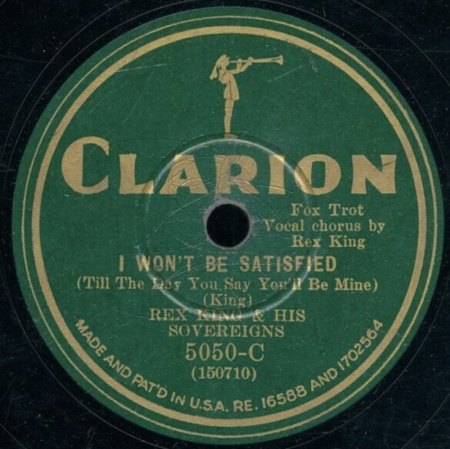 CLARION
Fox Trot
Vocal chorus by
Rex King
I WON'T BE SATISFIED
(Till The Day You Say You'll Be Mine)
(King)
REX KING & HIS
SOVEREIGNS
5050-C
(150710)
MADE AND PAT'D IN U.S.A. RE. 16588 AND 1702564